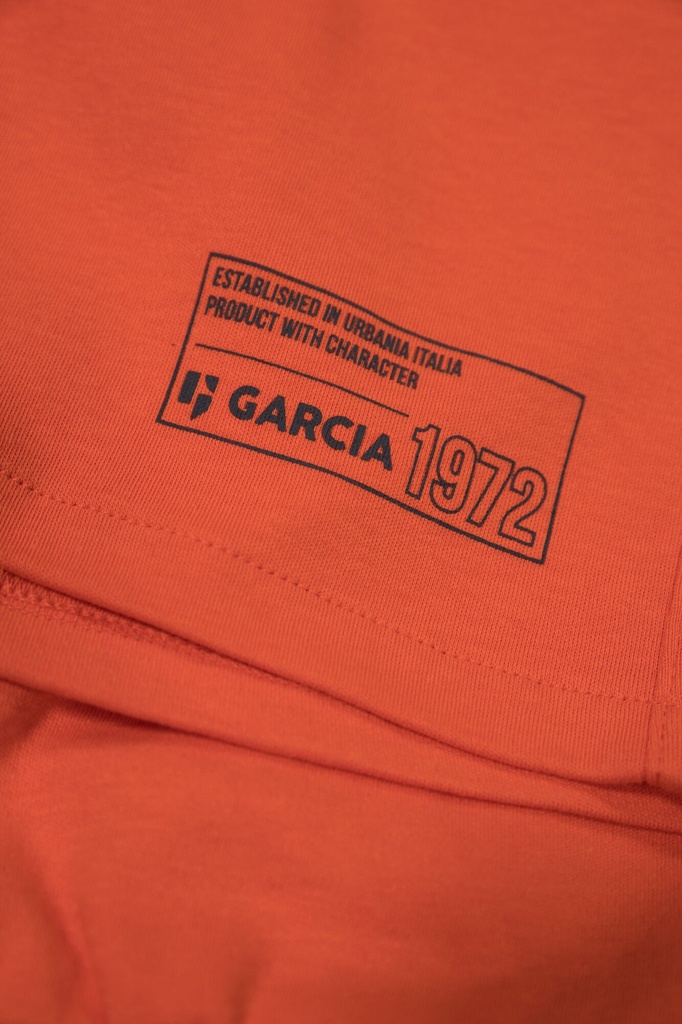 ESTABLISHED IN URBANIA ITALIA
PRODUCT WITH CHARACTER
GARCIA 1972